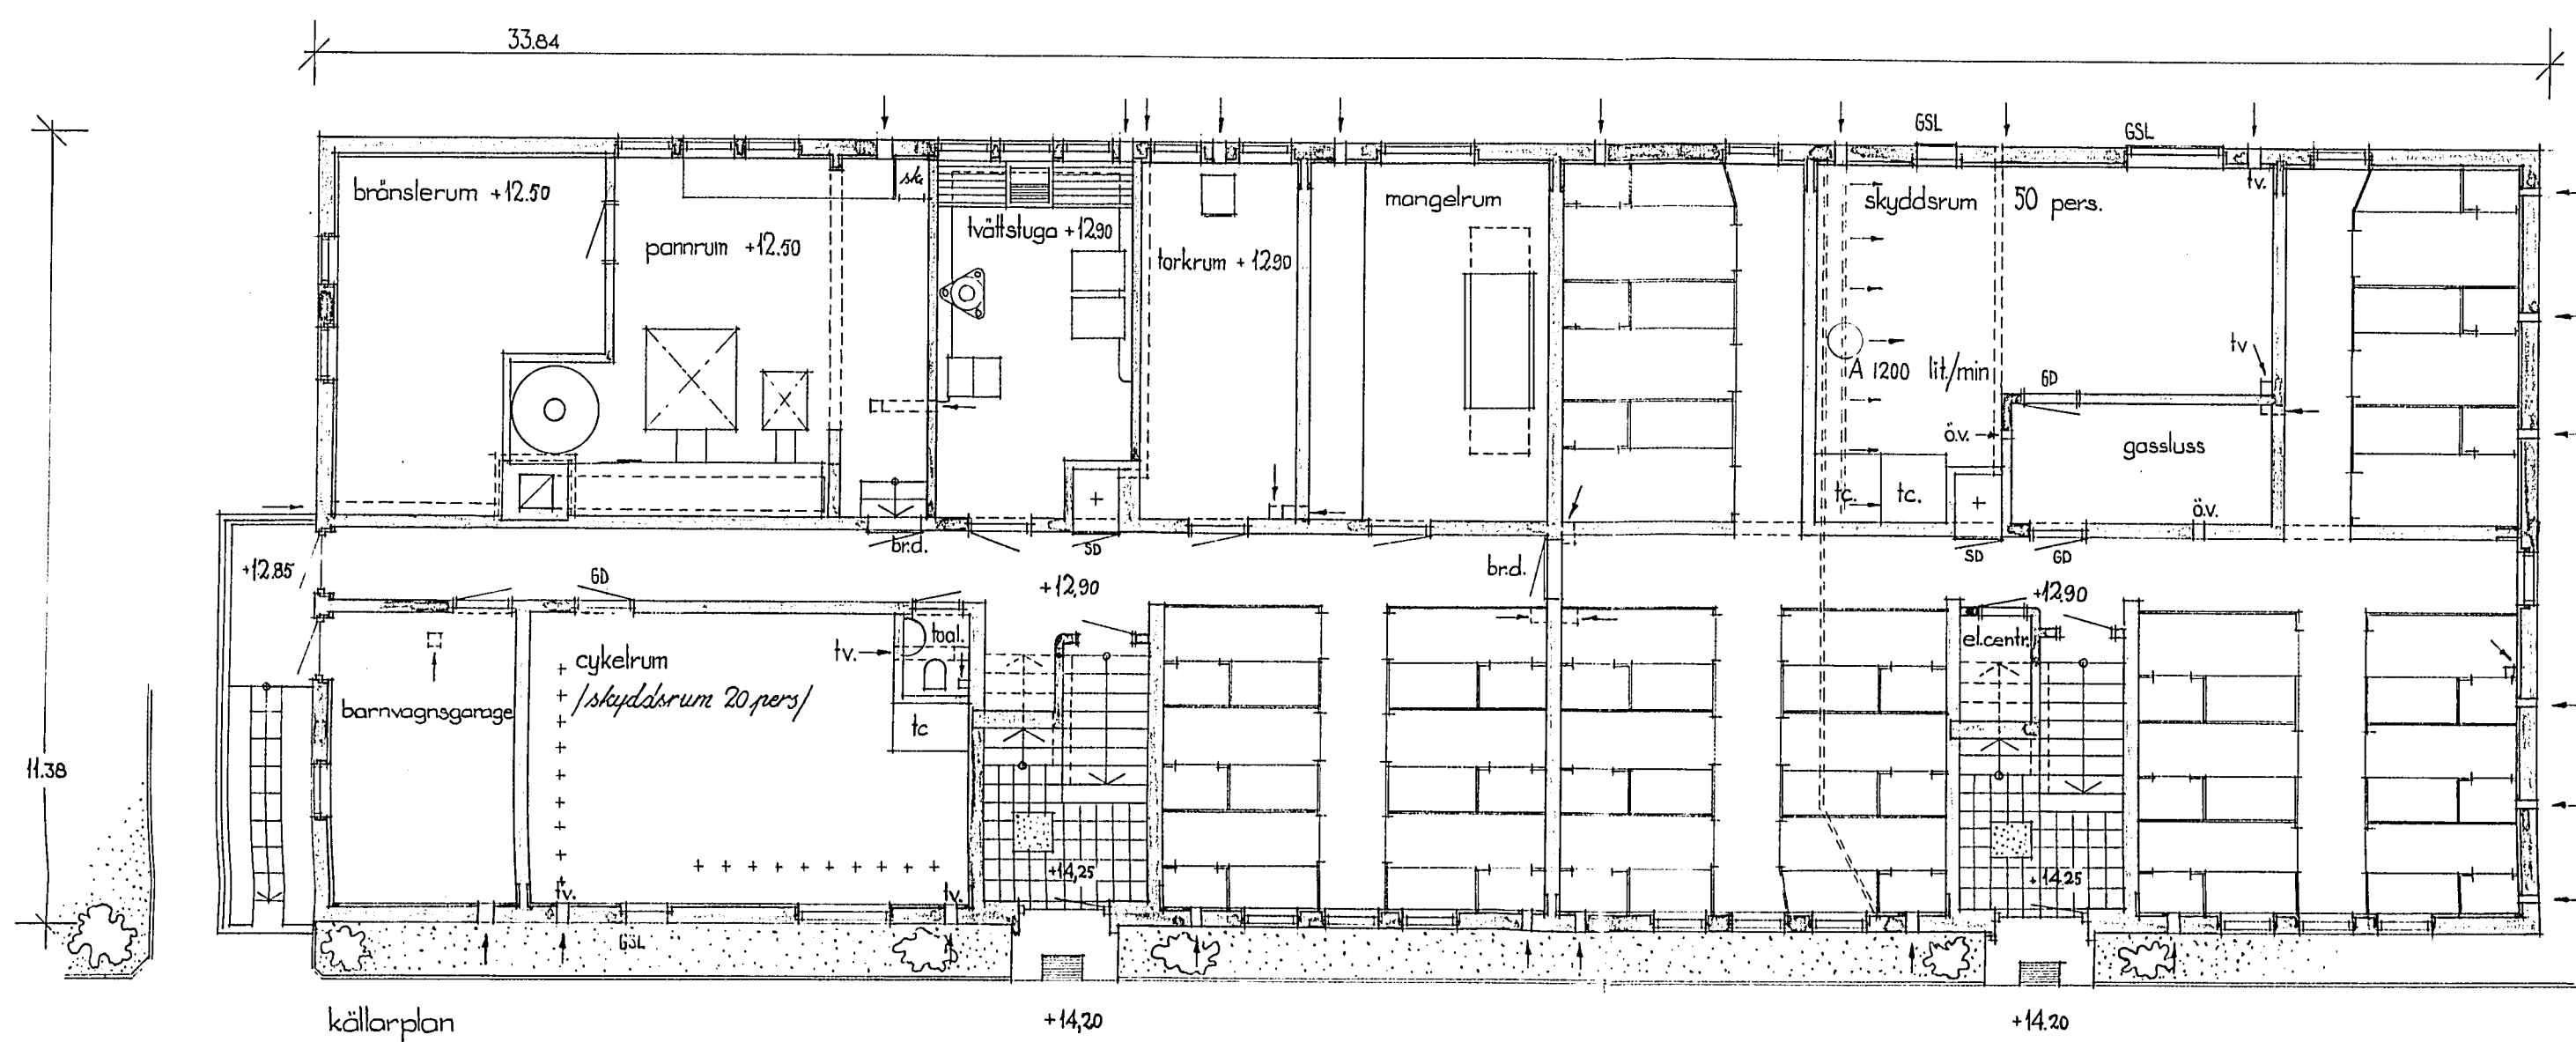 33.84
GSL
GSL
sk.
tv.
bränslerum +12.50
skyddsrum 50 pers.
mangelrum
tvättstuga +12.90
pannrum +12.50
torkrum +12.90
tv
A 1200 lit./min
GD
ö.v.
gassluss
tc.
tc.
ö.v.
br.d.
SD
SD
GD
+12.85
br.d.
GD
+12.90
+12.90
toal.
el.centr.
tv.
cykelrum
/skyddsrum 20 pers/
barnvagnsgarage
tc
11.38
+14,25
+14.25
tv.
tv.
GSL
källarplan
+14,20
+14.20